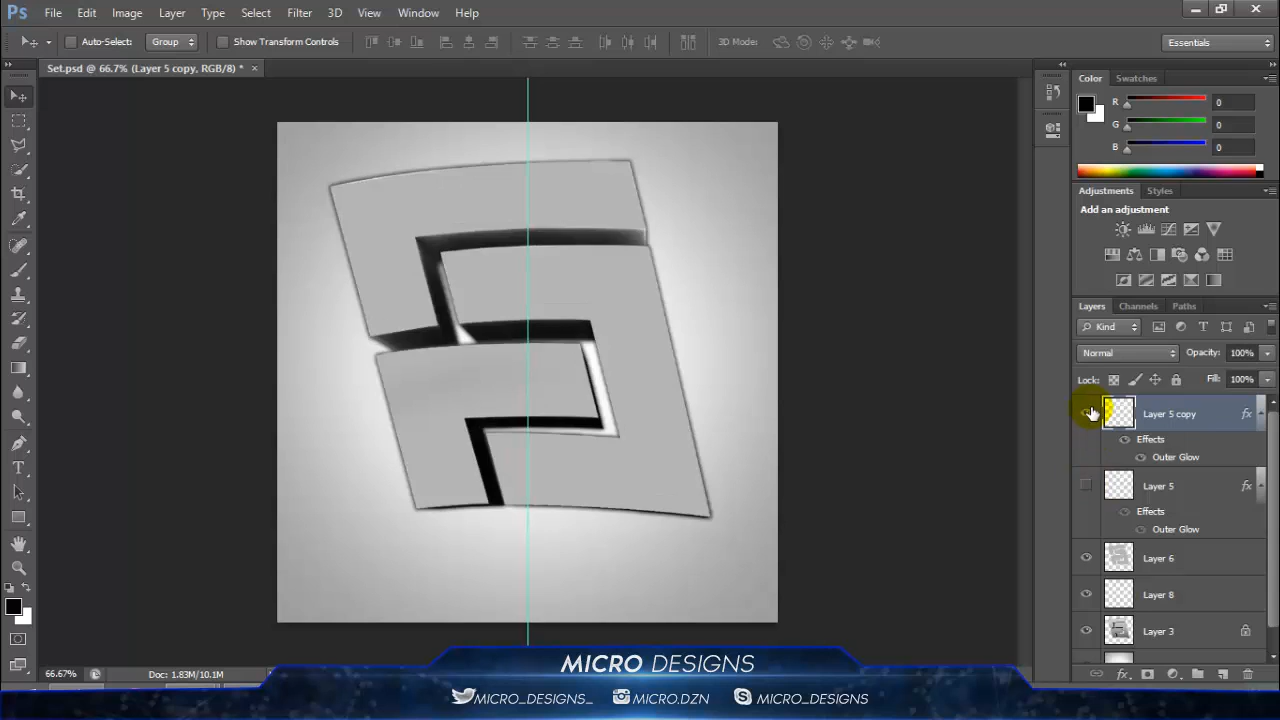 Ps File Edit Image Layer Type Select Filter 3D View Window Help
Auto-Select: Group Show Transform Controls 3D Mode: Essentials
Set.psd @ 66.7% (Layer 5 copy, RGB/8) *
Color Swatches
R 0
G 0
B 0
Adjustments Styles
Add an adjustment
Layers Channels Paths
Kind
Normal Opacity: 100%
Lock: Fill: 100%
Layer 5 copy fx
Effects
Outer Glow
Layer 5 fx
Effects
Outer Glow
Layer 6
Layer 8
Layer 3
66.67% Doc: 1.83M/10.1M
MICRO DESIGNS
MICRO_DESIGNS_ MICRO.DZN MICRO_DESIGNS